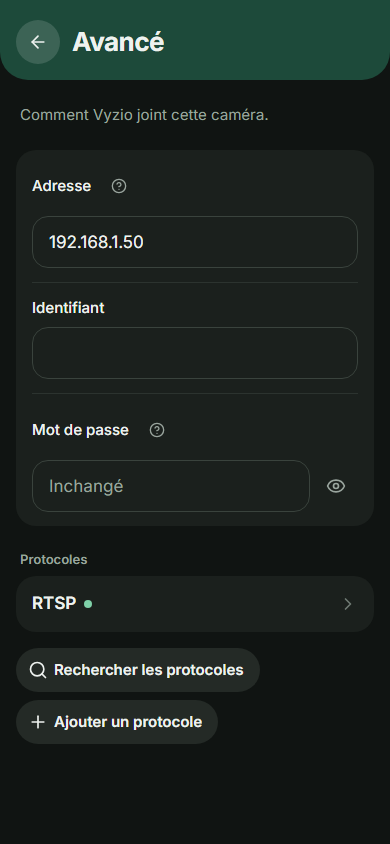 Avancé
Comment Vyzio joint cette caméra.
Adresse
192.168.1.50
Identifiant
Mot de passe
Inchangé
Protocoles
RTSP
Rechercher les protocoles
Ajouter un protocole